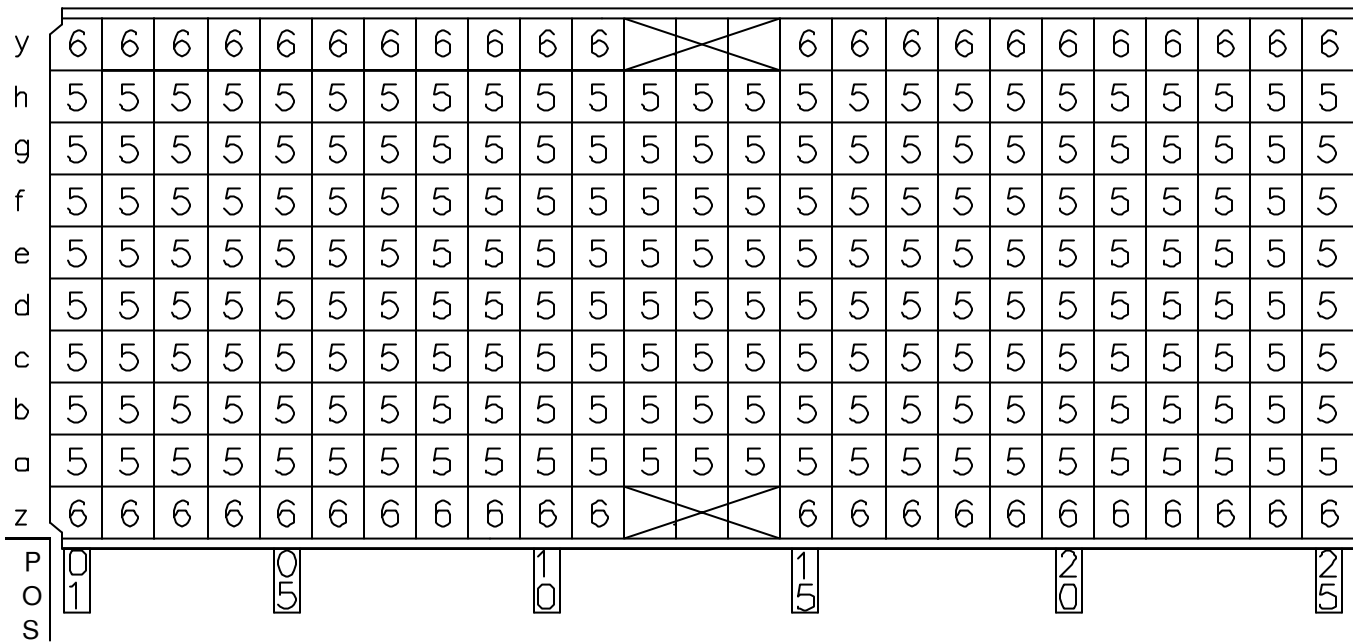 y 6 6 6 6 6 6 6 6 6 6 6 6 6 6 6 6 6 6 6 6 6 6
h 5 5 5 5 5 5 5 5 5 5 5 5 5 5 5 5 5 5 5 5 5 5 5 5 5
g 5 5 5 5 5 5 5 5 5 5 5 5 5 5 5 5 5 5 5 5 5 5 5 5 5
f 5 5 5 5 5 5 5 5 5 5 5 5 5 5 5 5 5 5 5 5 5 5 5 5 5
e 5 5 5 5 5 5 5 5 5 5 5 5 5 5 5 5 5 5 5 5 5 5 5 5 5
d 5 5 5 5 5 5 5 5 5 5 5 5 5 5 5 5 5 5 5 5 5 5 5 5 5
c 5 5 5 5 5 5 5 5 5 5 5 5 5 5 5 5 5 5 5 5 5 5 5 5 5
b 5 5 5 5 5 5 5 5 5 5 5 5 5 5 5 5 5 5 5 5 5 5 5 5 5
a 5 5 5 5 5 5 5 5 5 5 5 5 5 5 5 5 5 5 5 5 5 5 5 5 5
z 6 6 6 6 6 6 6 6 6 6 6 6 6 6 6 6 6 6 6 6 6 6
P 0 0 1 1 2 2
O 1 5 0 5 0 5
S